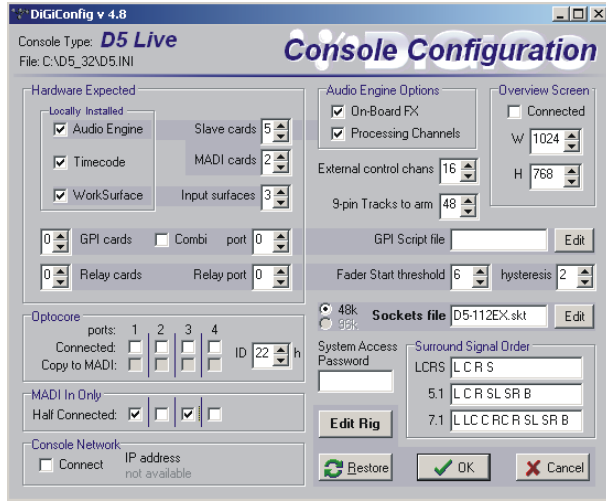 DiGiConfig v 4.8
Console Type: D5 Live
File: C:\D5_32\D5.INI
DiGiCo
Console Configuration
Hardware Expected
Locally Installed
Audio Engine
Timecode
WorkSurface
Slave cards 5
MADI cards 2
Input surfaces 3
0 GPI cards Combi port 0
0 Relay cards Relay port 0
Audio Engine Options
On-Board FX
Processing Channels
Overview Screen
Connected
W 1024
H 768
External control chans 16
9-pin Tracks to arm 48
GPI Script file Edit
Fader Start threshold 6 hysteresis 2
48k
96k
Sockets file D5-112EX.skt Edit
Optocore
ports: 1 2 3 4
Connected:
Copy to MADI:
ID 22 h
MADI In Only
Half Connected:
Console Network
Connect
IP address
not available
System Access
Password
Edit Rig
Surround Signal Order
LCRS L C R S
5.1 L C R SL SR B
7.1 L LC C RC R SL SR B
Restore
OK
Cancel